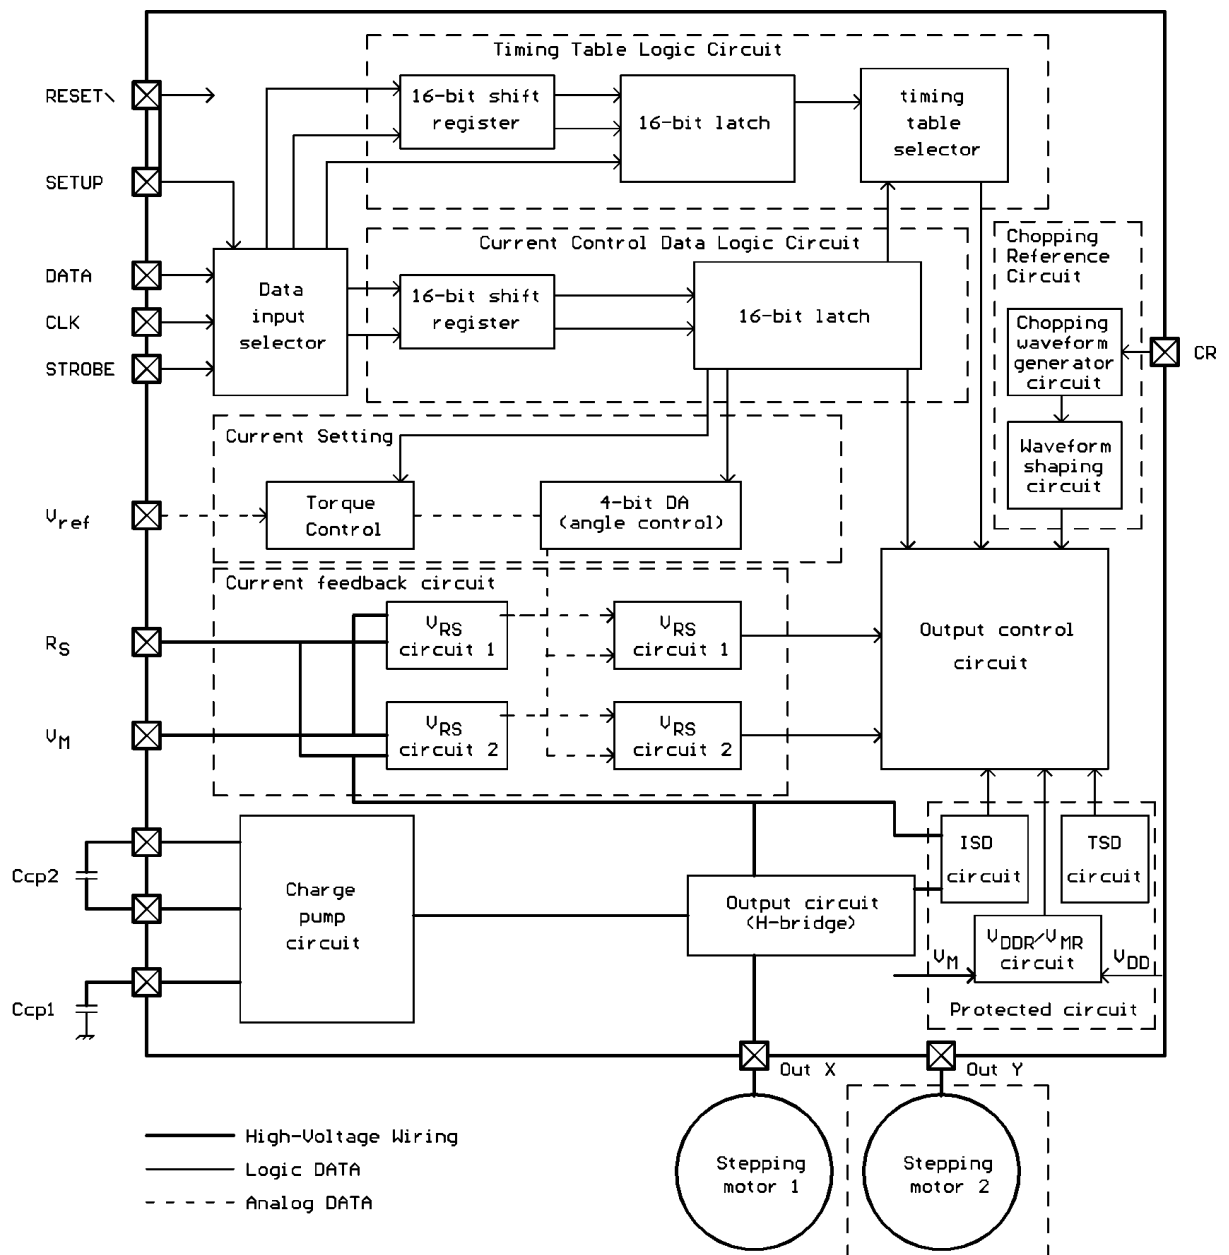 Timing Table Logic Circuit
RESET\
16-bit shift
register
16-bit latch
timing
table
selector
SETUP
Current Control Data Logic Circuit
Chopping
Reference
Circuit
DATA
CLK
STROBE
Data
input
selector
16-bit shift
register
16-bit latch
Chopping
waveform
generator
circuit
CR
Current Setting
Waveform
shaping
circuit
Vref
Torque
Control
4-bit DA
(angle control)
Current feedback circuit
RS
VRS
circuit 1
VRS
circuit 1
Output control
circuit
VM
VRS
circuit 2
VRS
circuit 2
Ccp2
Ccp1
Charge
pump
circuit
Output circuit
(H-bridge)
ISD
circuit
TSD
circuit
VM
VDDR/VMR
circuit
VDD
Protected circuit
Out X
Out Y
High-Voltage Wiring
Logic DATA
Analog DATA
Stepping
motor 1
Stepping
motor 2